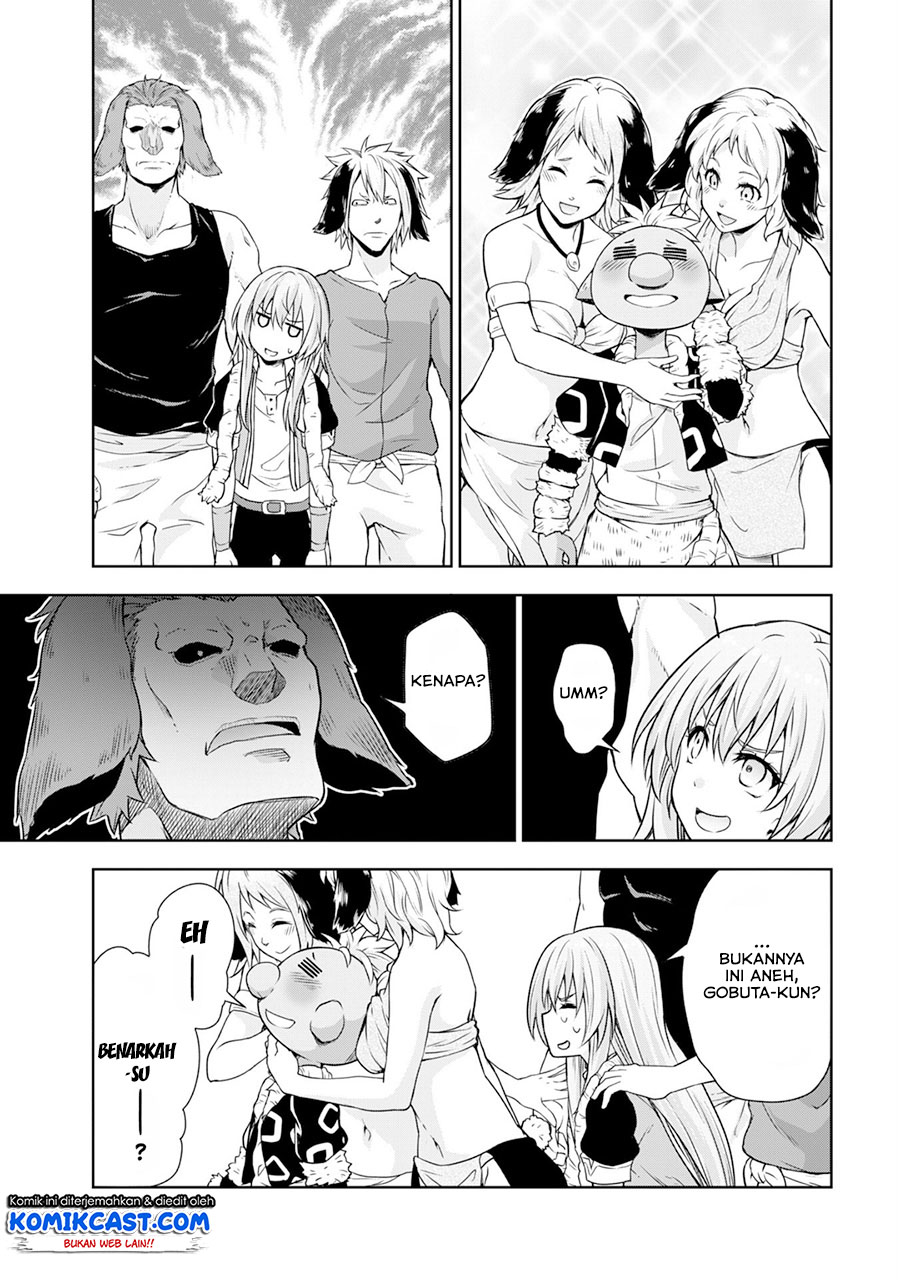 UMM?
KENAPA?
...
BUKANNYA
INI ANEH,
GOBUTA-KUN?
EH
—
BENARKAH
-SU
—
?
Komik ini diterjemahkan & diedit oleh
KOMIKCAST.COM
BUKAN WEB LAIN!!